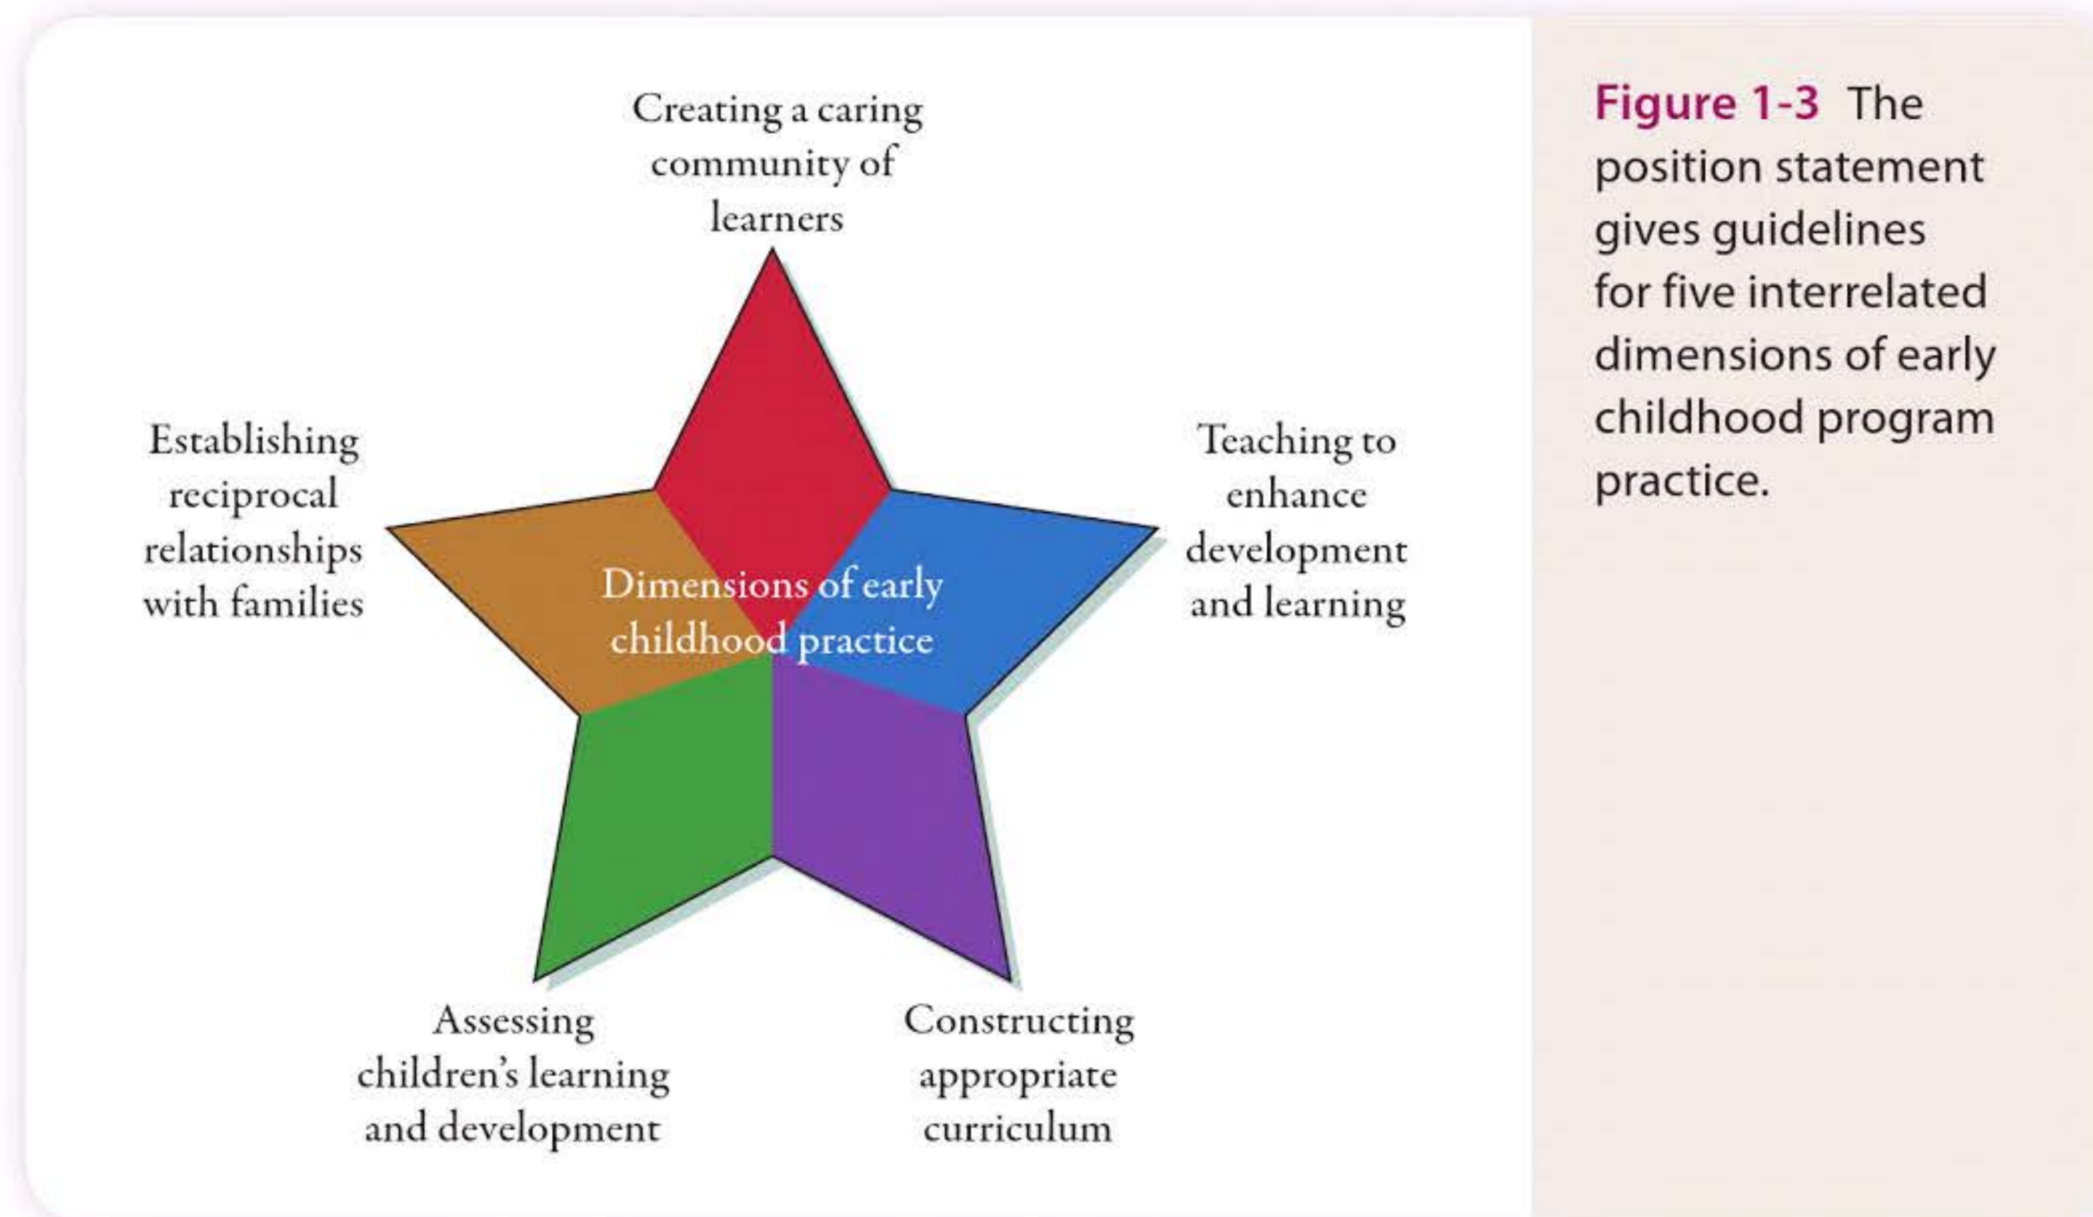 Creating a caring
community of
learners
Establishing
reciprocal
relationships
with families
Teaching to
enhance
development
and learning
Dimensions of early
childhood practice
Assessing
children’s learning
and development
Constructing
appropriate
curriculum
Figure 1-3 The
position statement
gives guidelines
for five interrelated
dimensions of early
childhood program
practice.